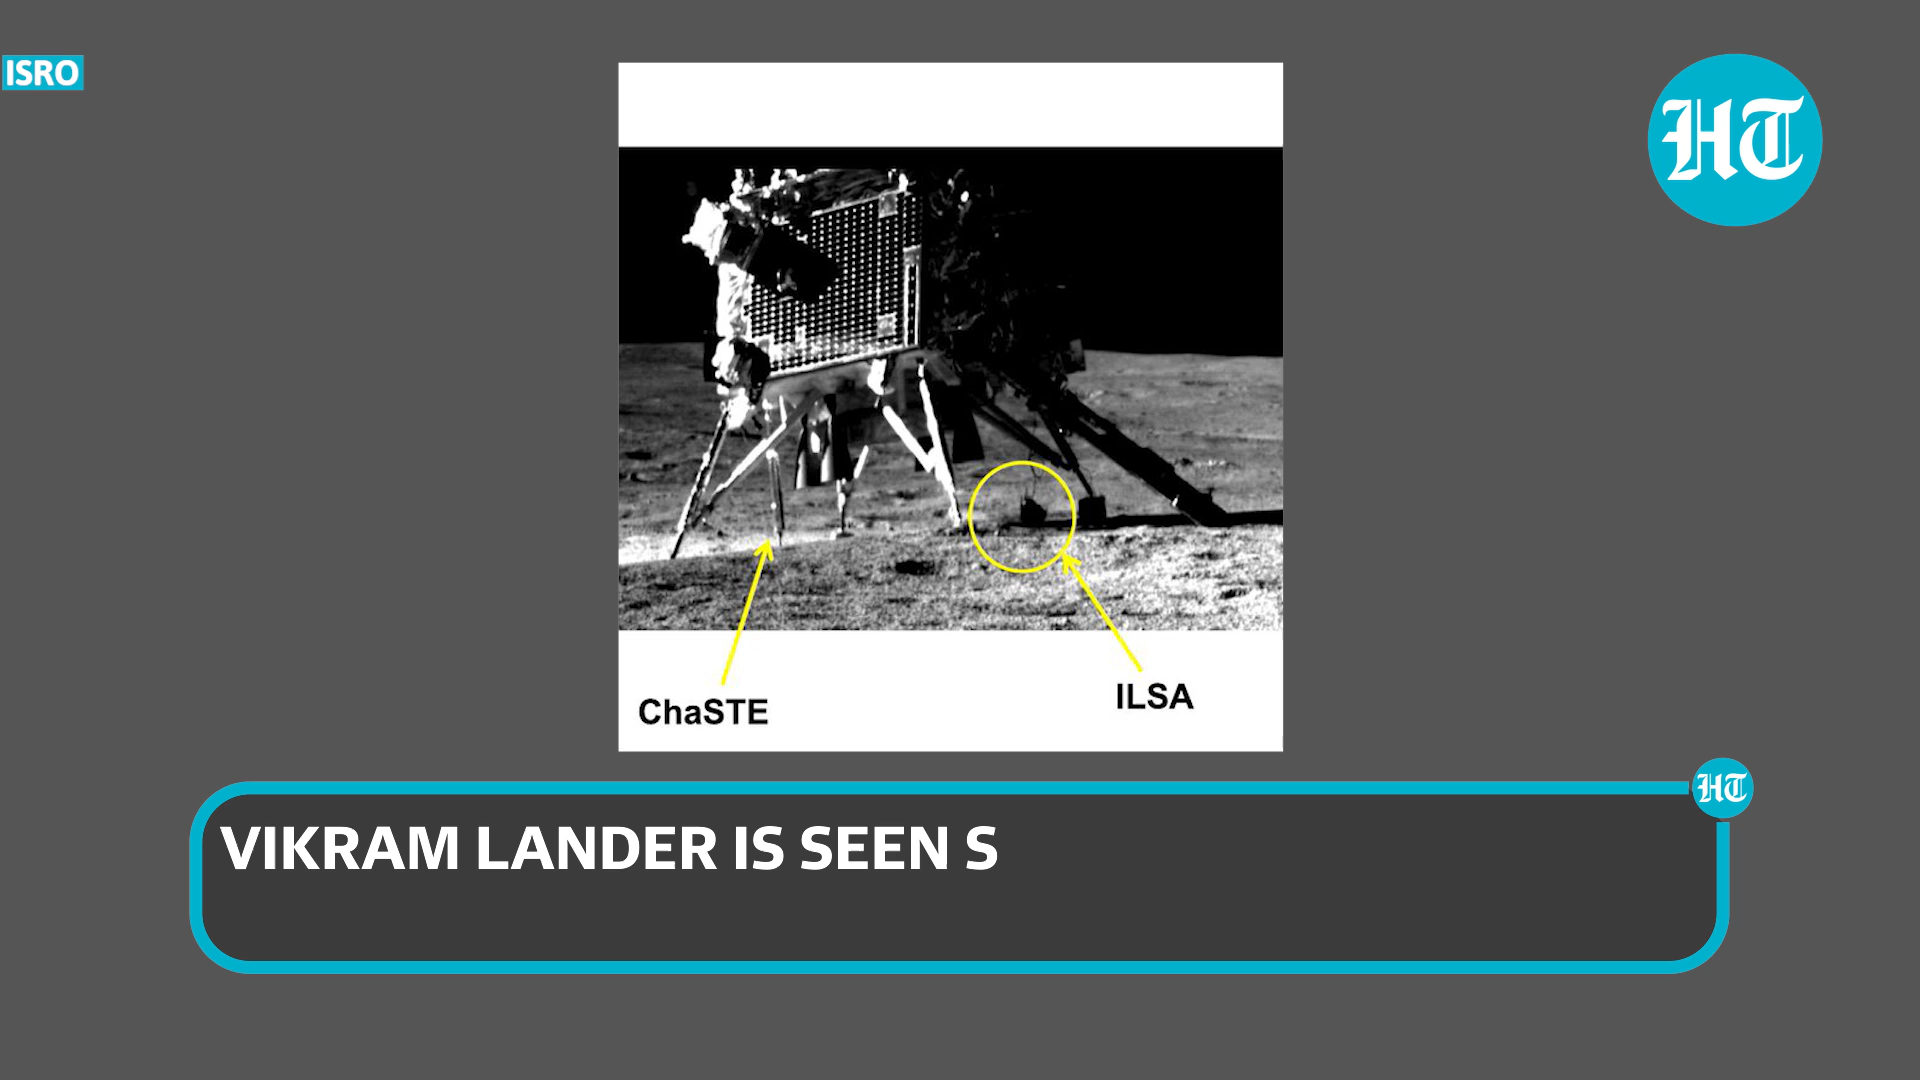 ISRO
HT
ChaSTE
ILSA
HT
VIKRAM LANDER IS SEEN S